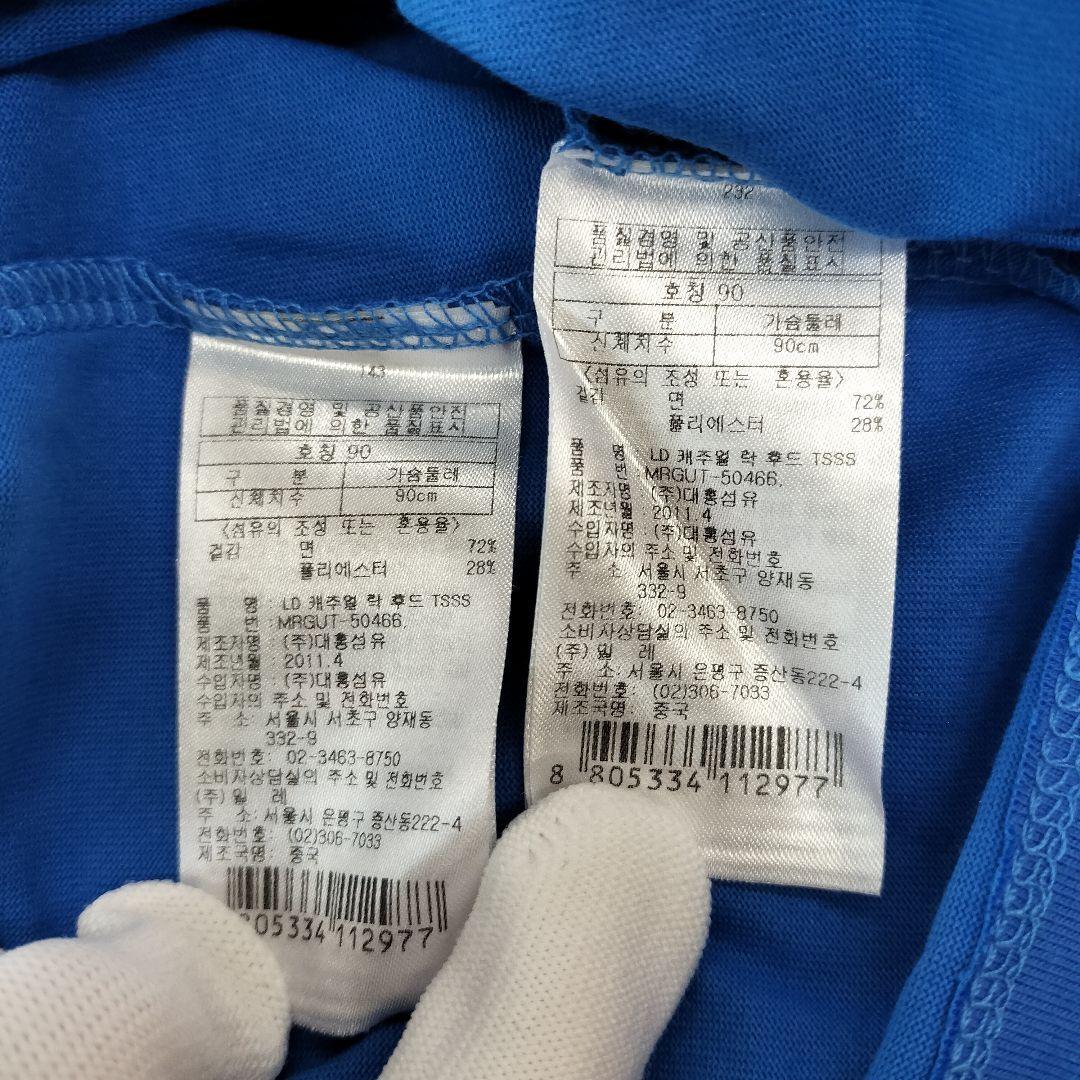 143
품질경영 및 공산품안전
관리법에 의한 품질표시
호칭 90
구 분 가슴둘레
신체치수 90cm
<섬유의 조성 또는 혼용율>
겉감 면 72%
폴리에스터 28%
품 명 : LD 캐주얼 락 후드 TSSS
품 번 : MRGUT-50466.
제조자명 : (주)대홍섬유
제조년월 : 2011.4
수입자명 : (주)대홍섬유
수입자의 주소 및 전화번호
주 소: 서울시 서초구 양재동
332-9
전화번호: 02-3463-8750
소비자상담실의 주소 및 전화번호
(주) 밀 레
주 소: 서울시 은평구 증산동222-4
전화번호: (02)306-7033
제조국명: 중국
805334 112977
232
품질경영 및 공산품안전
관리법에 의한 품질표시
호칭 90
구 분 가슴둘레
신체치수 90cm
<섬유의 조성 또는 혼용율>
겉감 면 72%
폴리에스터 28%
품 명 : LD 캐주얼 락 후드 TSSS
품 번 : MRGUT-50466.
제조자명 : (주)대홍섬유
제조년월 : 2011.4
수입자명 : (주)대홍섬유
수입자의 주소 및 전화번호
주 소 : 서울시 서초구 양재동
332-9
전화번호: 02-3463-8750
소비자상담실의 주소 및 전화번호
(주) 밀 레
주 소: 서울시 은평구 증산동222-4
전화번호: (02)306-7033
제조국명: 중국
8 805334 112977